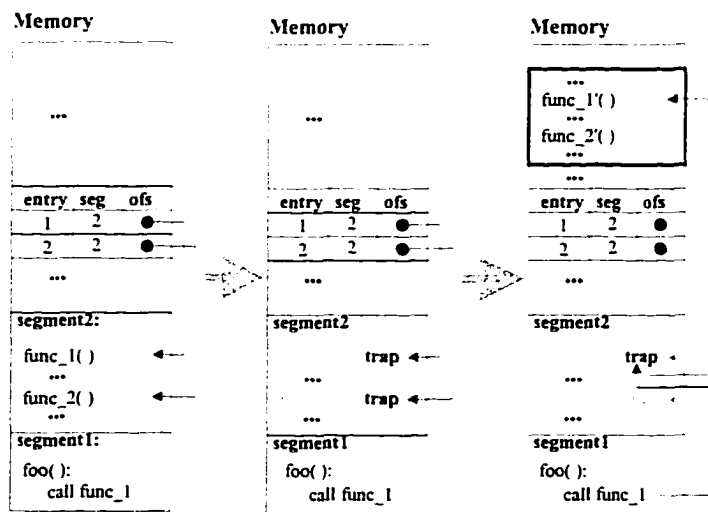 Memory
...
entry seg ofs
1 2
2 2
...
segment2:
func_1( )
...
func_2( )
...
segment1:
foo( ):
call func_1
Memory
...
entry seg ofs
1 2
2 2
...
segment2
trap
...
trap
...
segment1
foo( ):
call func_1
Memory
...
func_1'( )
...
func_2'( )
...
...
entry seg ofs
1 2
2 2
...
segment2
trap
...
...
segment1
foo( ):
call func_1